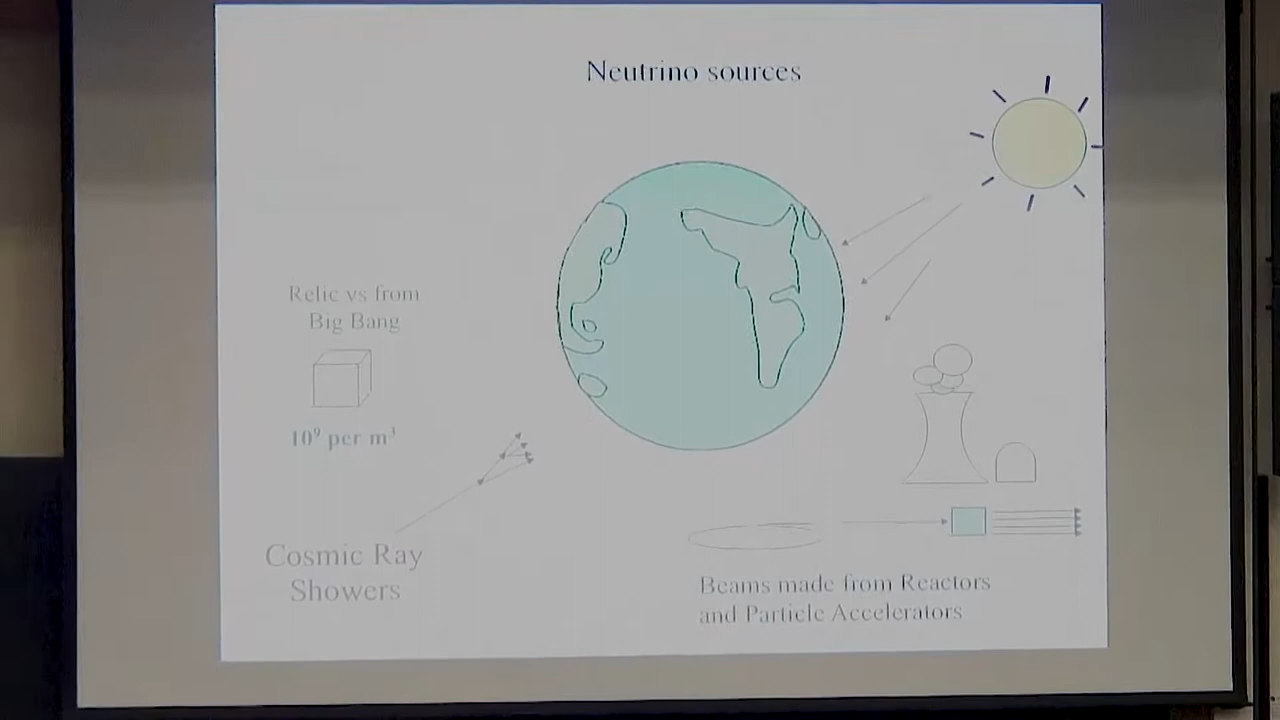 Neutrino sources
Relic νs from
Big Bang
10⁹ per m³
Cosmic Ray
Showers
Beams made from Reactors
and Particle Accelerators